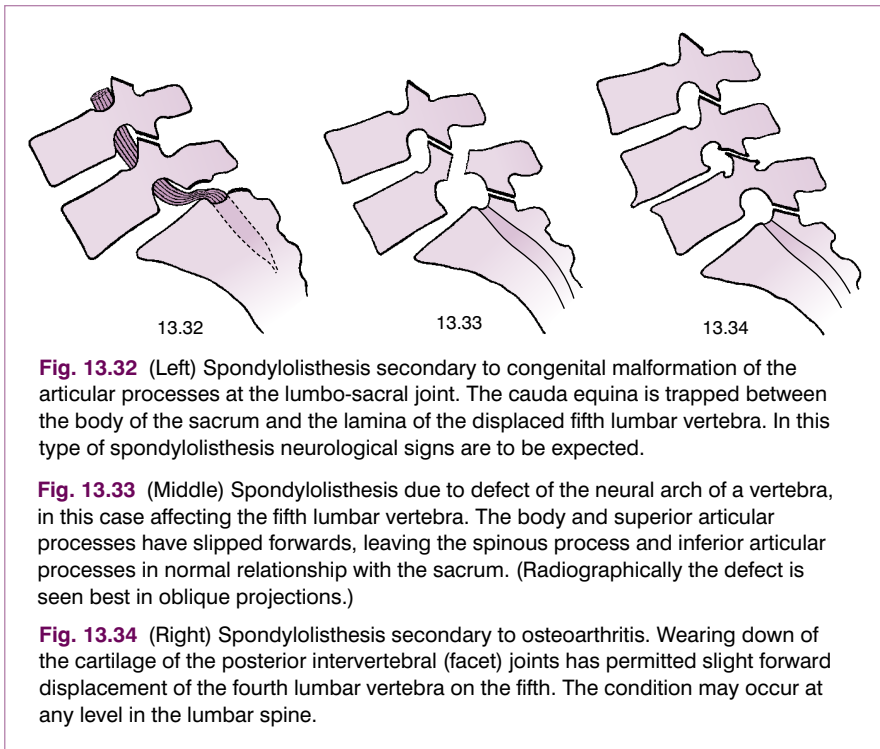 13.32
13.33
13.34
Fig. 13.32 (Left) Spondylolisthesis secondary to congenital malformation of the
articular processes at the lumbo-sacral joint. The cauda equina is trapped between
the body of the sacrum and the lamina of the displaced fifth lumbar vertebra. In this
type of spondylolisthesis neurological signs are to be expected.
Fig. 13.33 (Middle) Spondylolisthesis due to defect of the neural arch of a vertebra,
in this case affecting the fifth lumbar vertebra. The body and superior articular
processes have slipped forwards, leaving the spinous process and inferior articular
processes in normal relationship with the sacrum. (Radiographically the defect is
seen best in oblique projections.)
Fig. 13.34 (Right) Spondylolisthesis secondary to osteoarthritis. Wearing down of
the cartilage of the posterior intervertebral (facet) joints has permitted slight forward
displacement of the fourth lumbar vertebra on the fifth. The condition may occur at
any level in the lumbar spine.